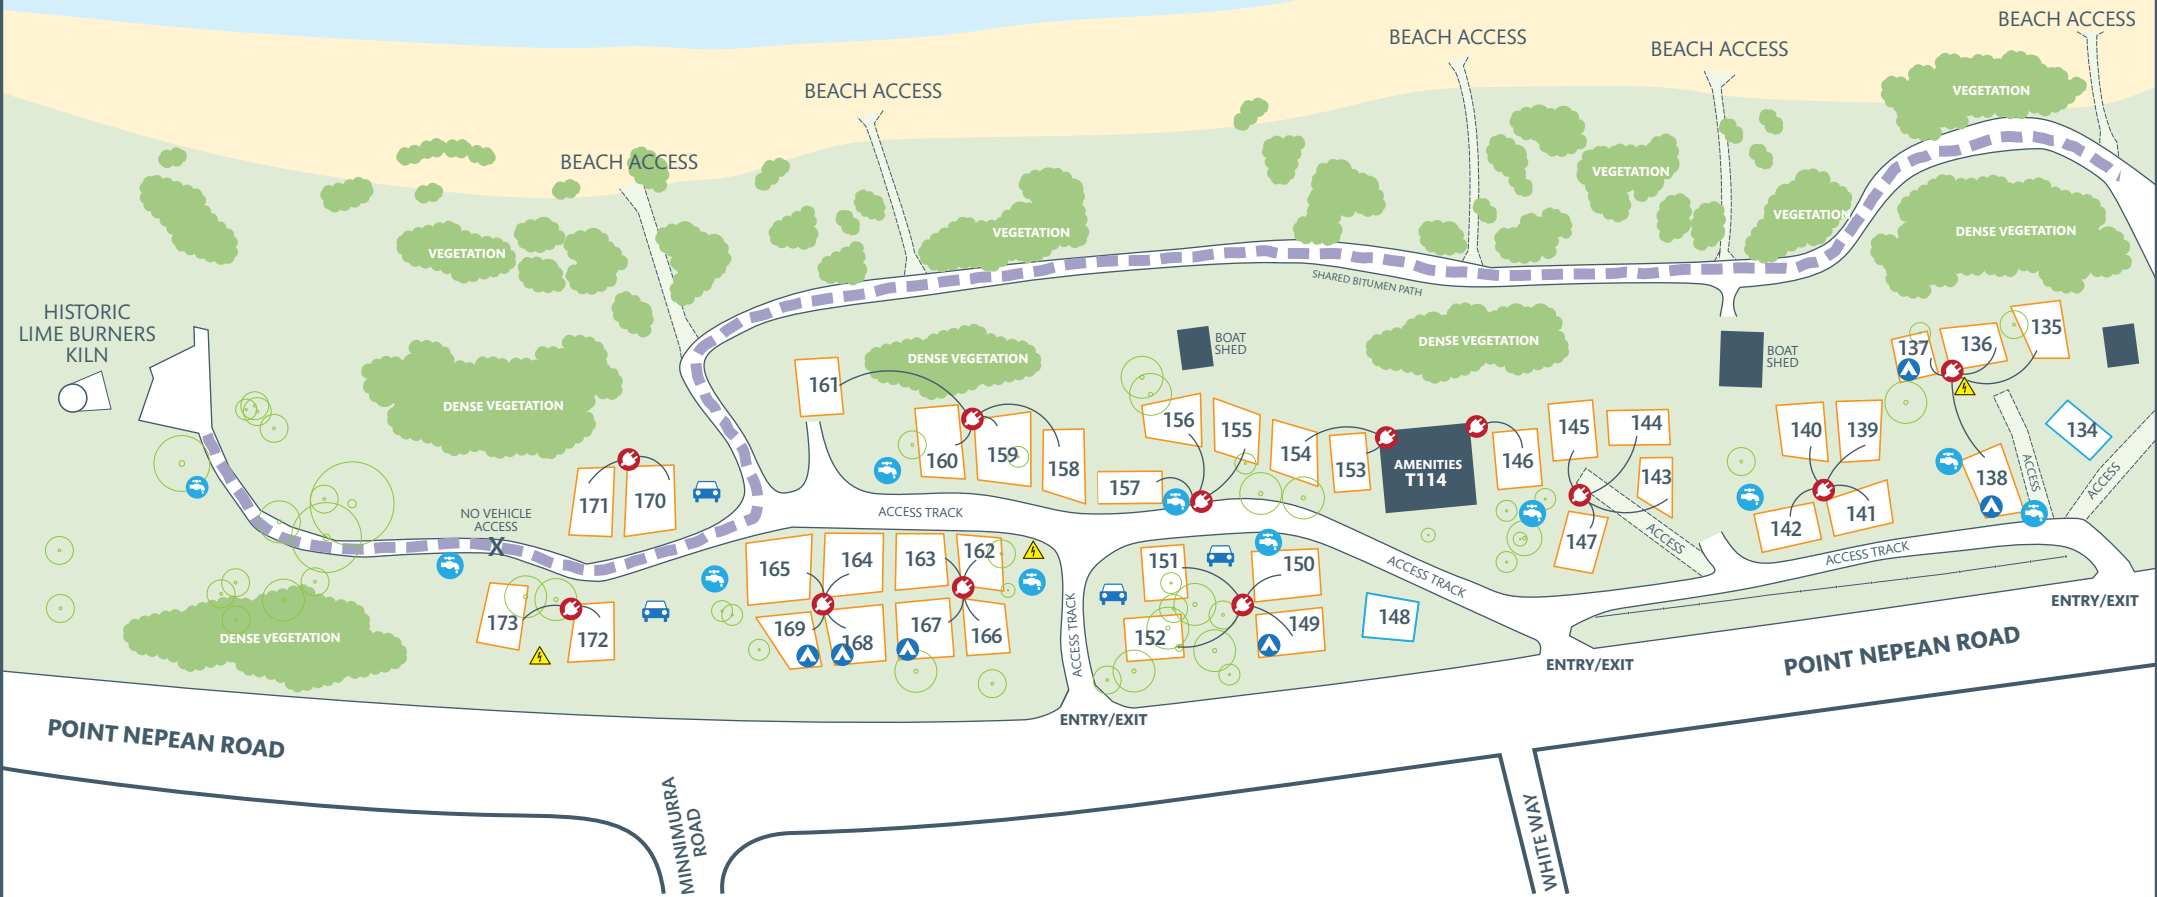 BEACH ACCESS
BEACH ACCESS
BEACH ACCESS
BEACH ACCESS
BEACH ACCESS
VEGETATION
VEGETATION
VEGETATION
VEGETATION
VEGETATION
DENSE VEGETATION
SHARED BITUMEN PATH
HISTORIC
LIME BURNERS
KILN
DENSE VEGETATION
DENSE VEGETATION
DENSE VEGETATION
BOAT
SHED
BOAT
SHED
161
160
159
158
157
156
155
154
153
AMENITIES
T114
146
145
144
143
147
ACCESS
140
139
142
141
137
136
135
138
134
ACCESS
ACCESS
171
170
NO VEHICLE
ACCESS
X
ACCESS TRACK
ACCESS TRACK
ACCESS TRACK
ACCESS TRACK
165
164
163
162
169
168
167
166
151
150
152
149
148
173
172
DENSE VEGETATION
ENTRY/EXIT
ENTRY/EXIT
ENTRY/EXIT
POINT NEPEAN ROAD
POINT NEPEAN ROAD
MINNIMURRA
ROAD
WHITE WAY